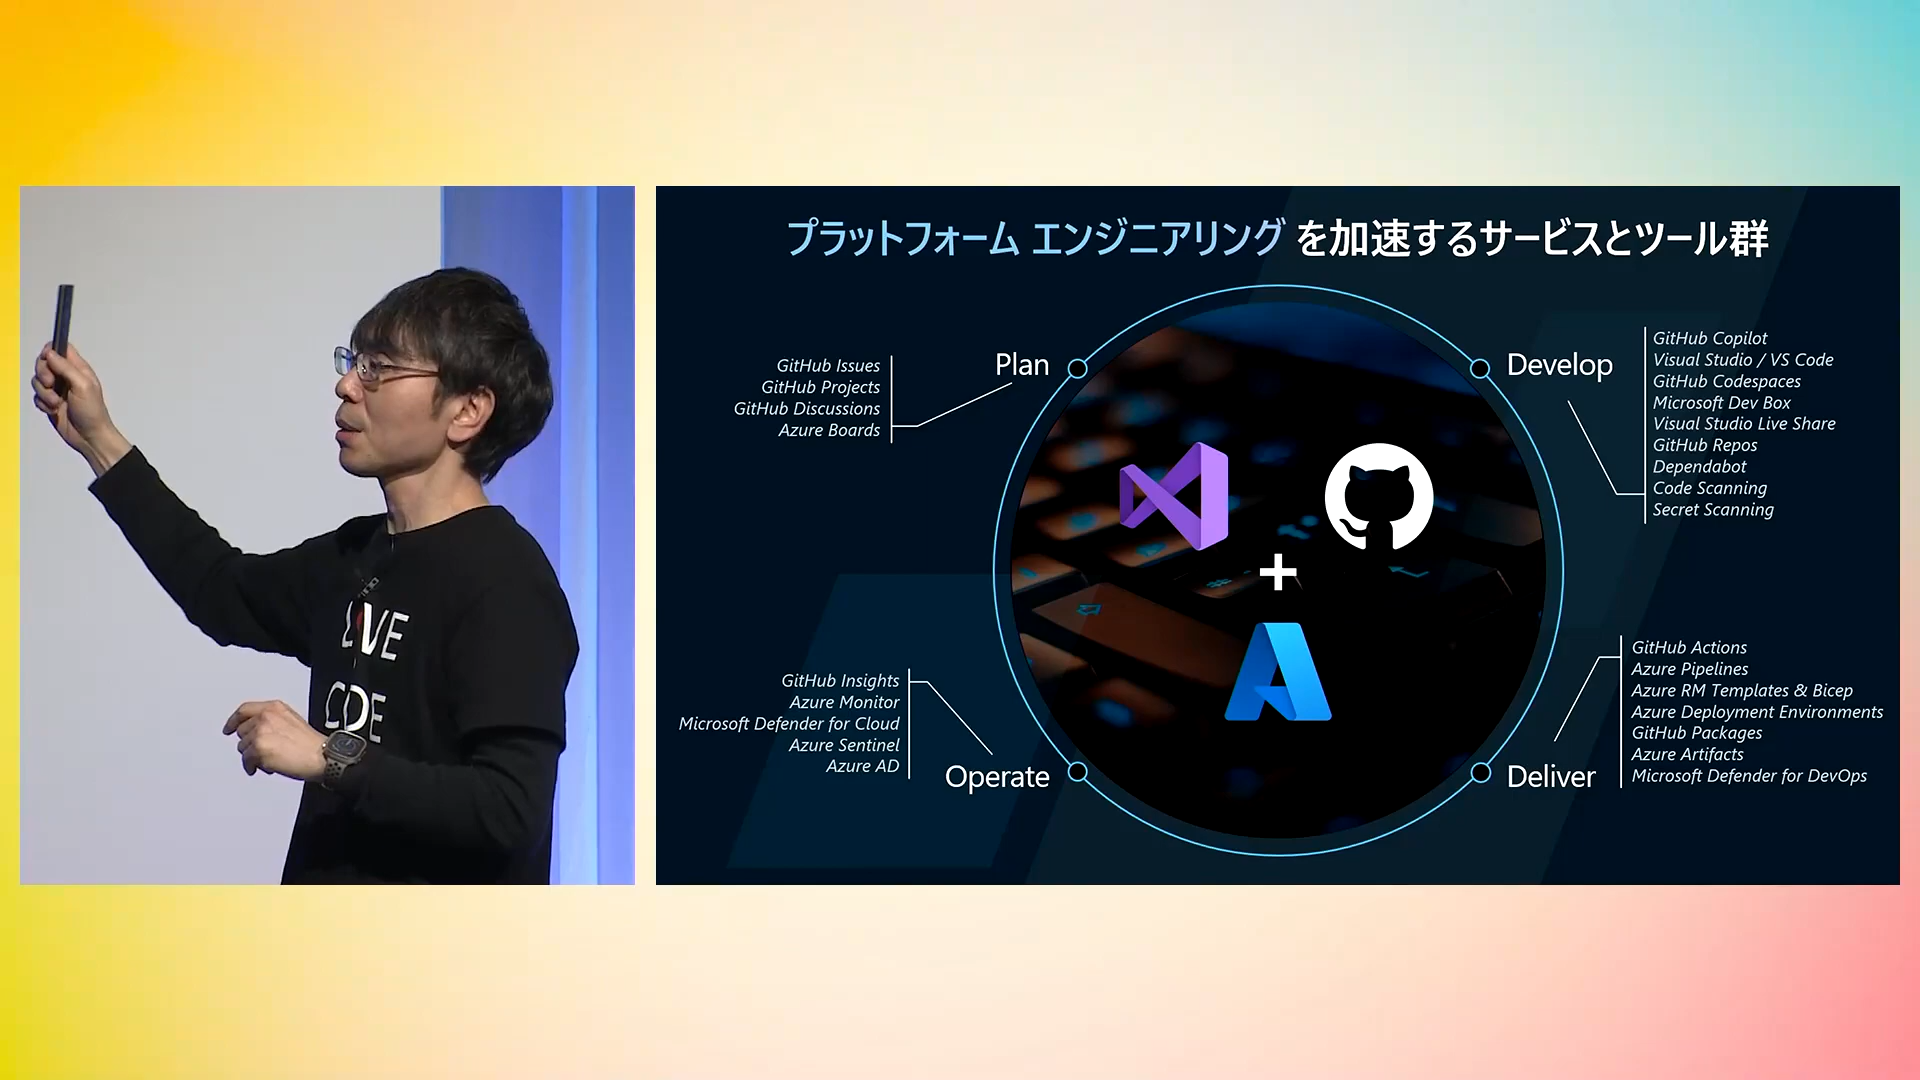 プラットフォーム エンジニアリング を加速するサービスとツール群
Plan
GitHub Issues
GitHub Projects
GitHub Discussions
Azure Boards
Develop
GitHub Copilot
Visual Studio / VS Code
GitHub Codespaces
Microsoft Dev Box
Visual Studio Live Share
GitHub Repos
Dependabot
Code Scanning
Secret Scanning
+
Operate
GitHub Insights
Azure Monitor
Microsoft Defender for Cloud
Azure Sentinel
Azure AD
Deliver
GitHub Actions
Azure Pipelines
Azure RM Templates & Bicep
Azure Deployment Environments
GitHub Packages
Azure Artifacts
Microsoft Defender for DevOps
LIVE
CODE